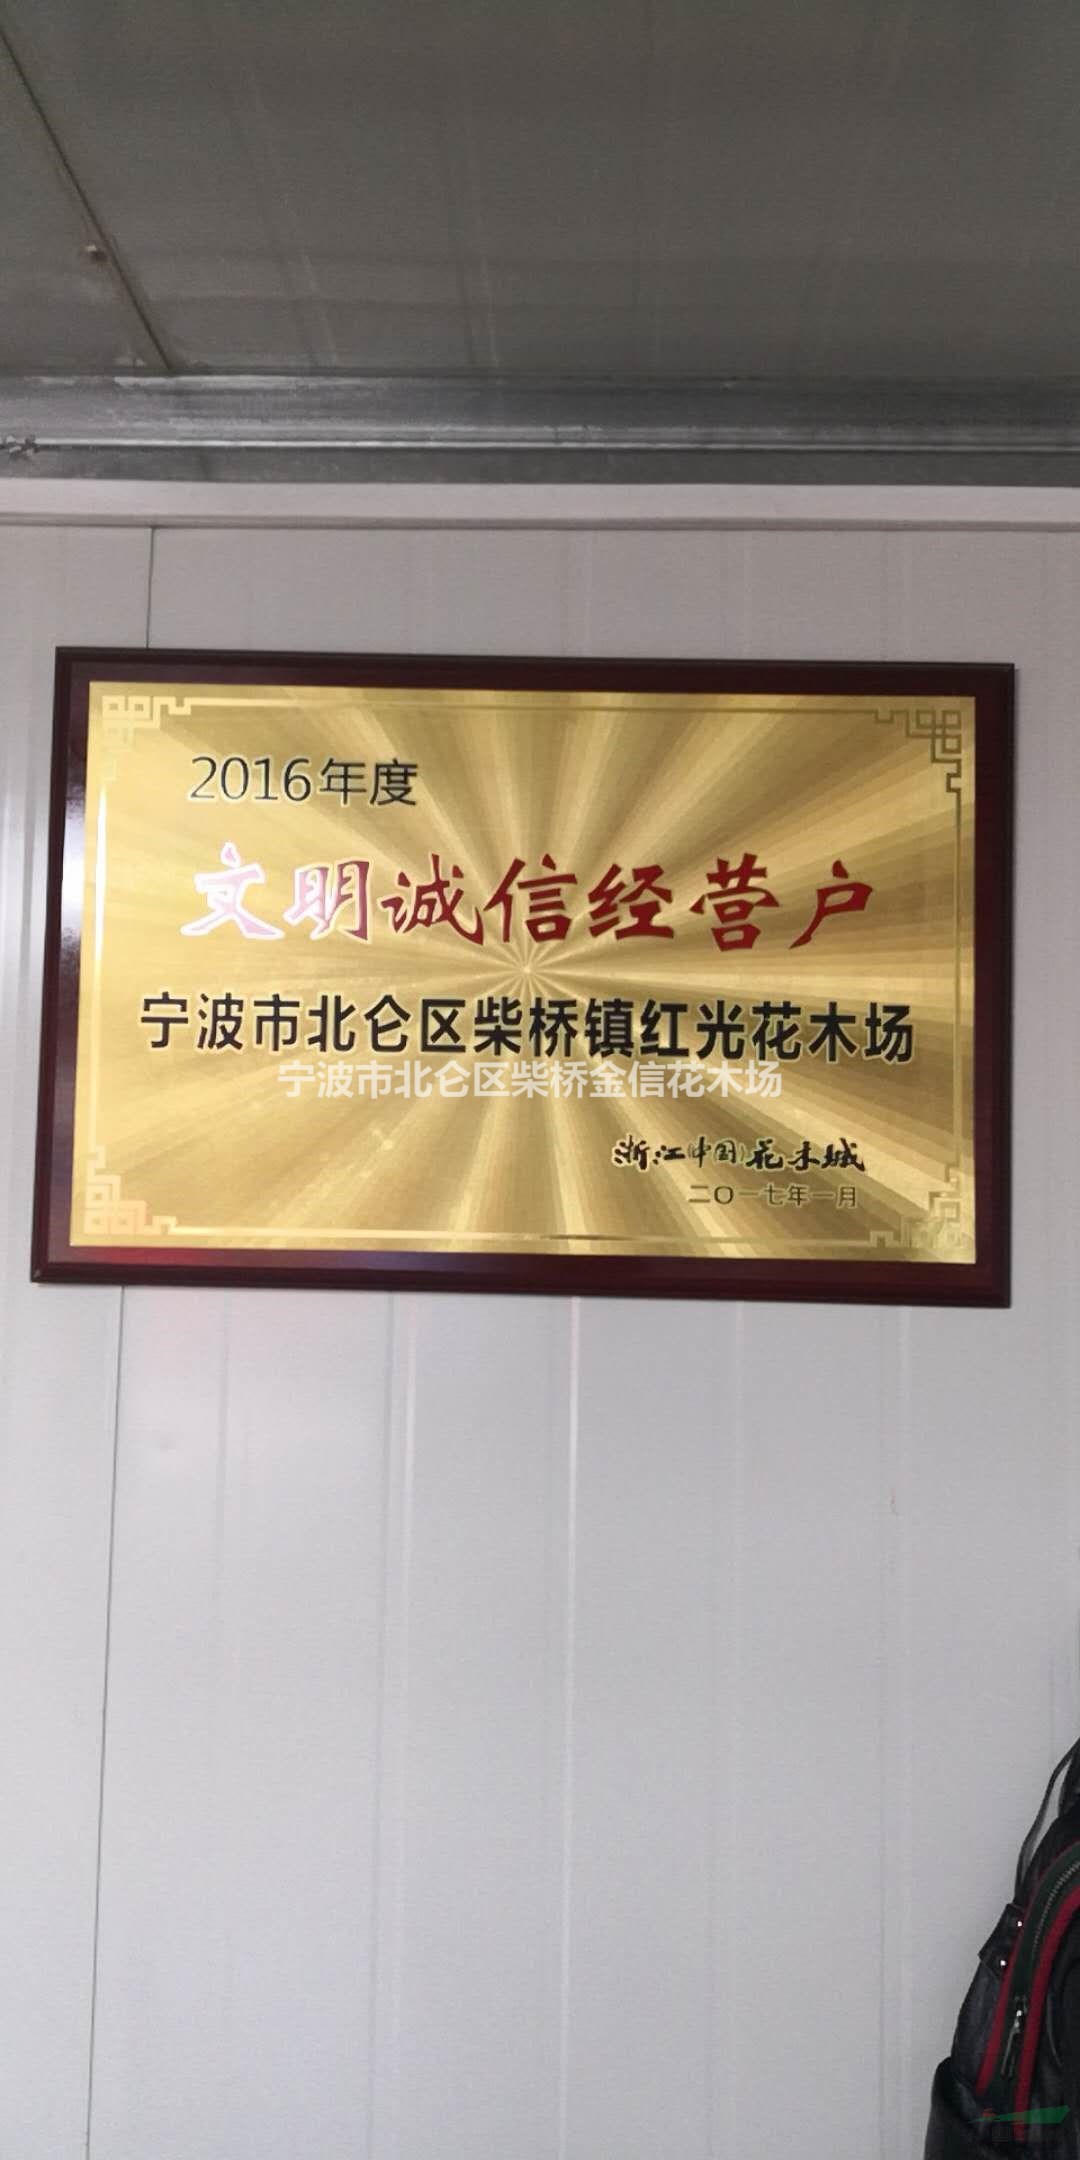 2016年度
文明诚信经营户
宁波市北仑区柴桥镇红光花木场
宁波市北仑区柴桥金信花木场
浙江(中国)花木城
二〇一七年一月